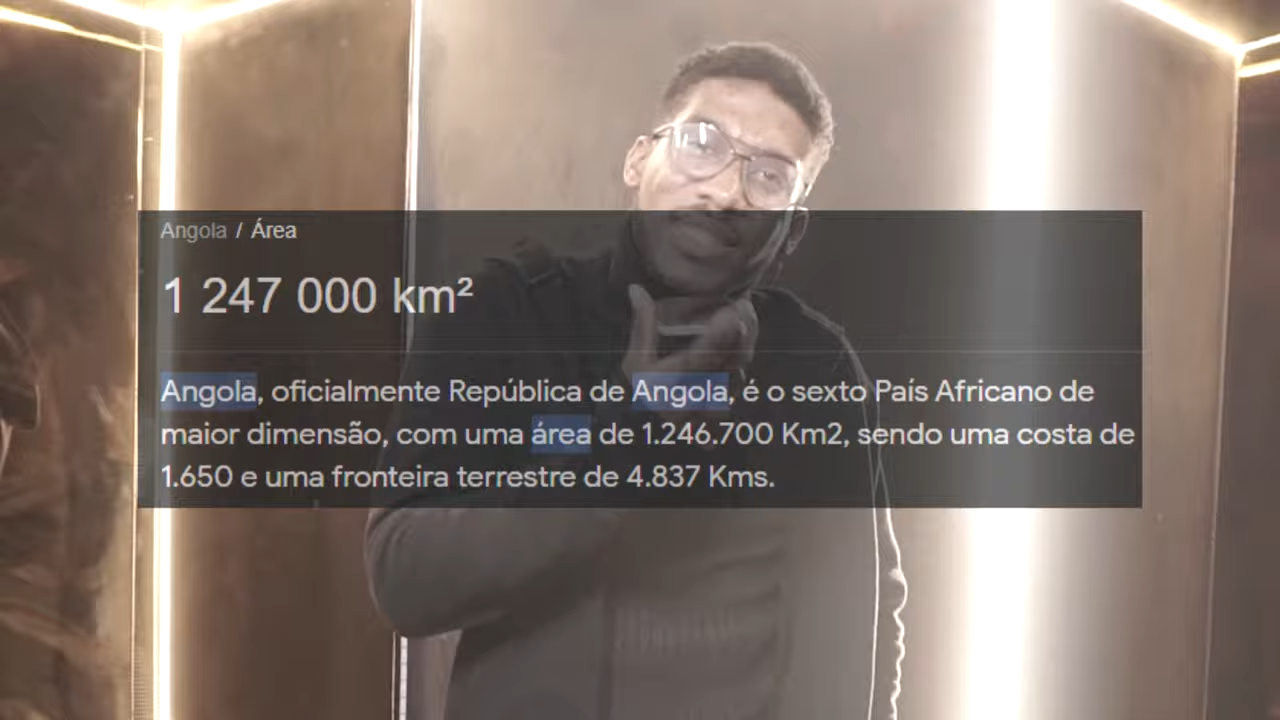 Angola / Área
1 247 000 km²
Angola, oficialmente República de Angola, é o sexto País Africano de
maior dimensão, com uma área de 1.246.700 Km2, sendo uma costa de
1.650 e uma fronteira terrestre de 4.837 Kms.